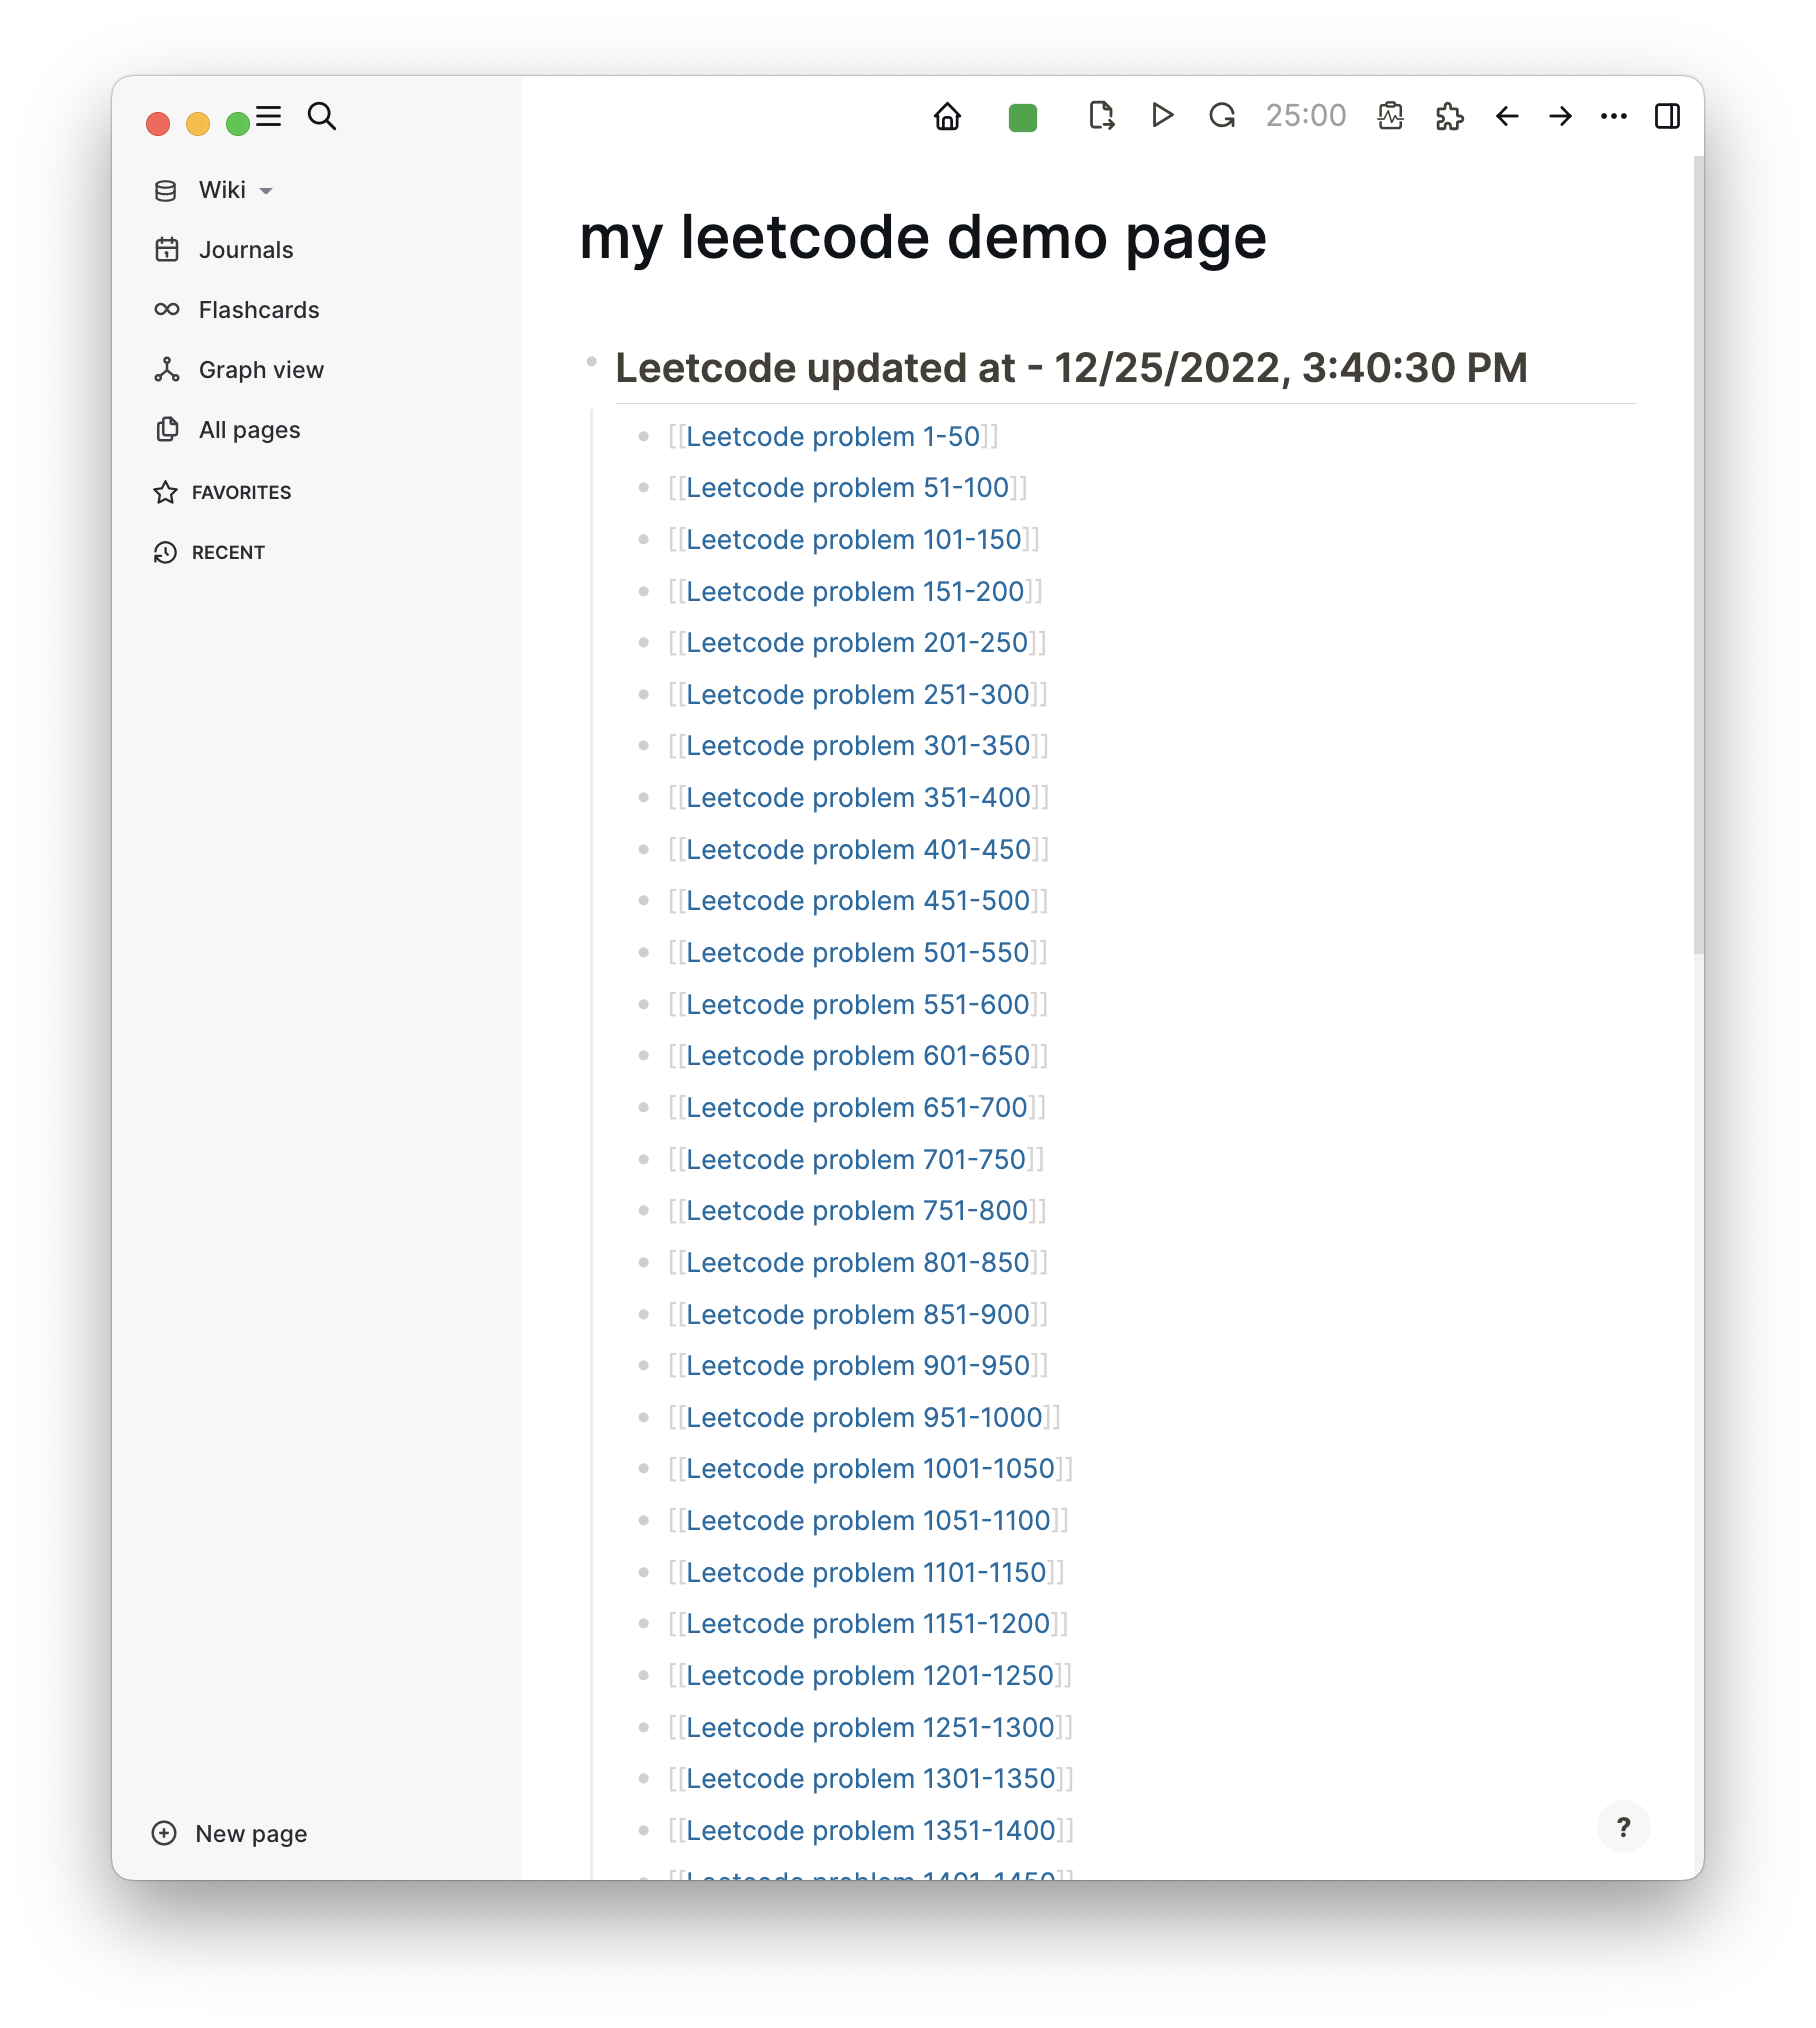 25:00
Wiki
Journals
Flashcards
Graph view
All pages
FAVORITES
RECENT
New page
my leetcode demo page
Leetcode updated at - 12/25/2022, 3:40:30 PM
[[Leetcode problem 1-50]]
[[Leetcode problem 51-100]]
[[Leetcode problem 101-150]]
[[Leetcode problem 151-200]]
[[Leetcode problem 201-250]]
[[Leetcode problem 251-300]]
[[Leetcode problem 301-350]]
[[Leetcode problem 351-400]]
[[Leetcode problem 401-450]]
[[Leetcode problem 451-500]]
[[Leetcode problem 501-550]]
[[Leetcode problem 551-600]]
[[Leetcode problem 601-650]]
[[Leetcode problem 651-700]]
[[Leetcode problem 701-750]]
[[Leetcode problem 751-800]]
[[Leetcode problem 801-850]]
[[Leetcode problem 851-900]]
[[Leetcode problem 901-950]]
[[Leetcode problem 951-1000]]
[[Leetcode problem 1001-1050]]
[[Leetcode problem 1051-1100]]
[[Leetcode problem 1101-1150]]
[[Leetcode problem 1151-1200]]
[[Leetcode problem 1201-1250]]
[[Leetcode problem 1251-1300]]
[[Leetcode problem 1301-1350]]
[[Leetcode problem 1351-1400]]
[[Leetcode problem 1401-1450]]
?